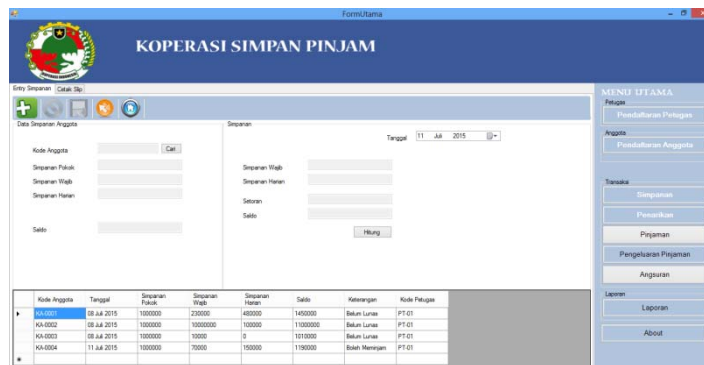 FormUtama
KOPERASI SIMPAN PINJAM
Entry Simpanan Cetak Slip
Data Simpanan Anggota
Kode Anggota Cari
Simpanan Pokok
Simpanan Wajib
Simpanan Harian
Saldo
Simpanan
Tanggal 11 Juli 2015
Simpanan Wajib
Simpanan Harian
Setoran
Saldo
Hitung
Kode Anggota Tanggal Simpanan Pokok Simpanan Wajib Simpanan Harian Saldo Keterangan Kode Petugas
KA-0001 08 Juli 2015 1000000 230000 480000 1450000 Belum Lunas PT-01
KA-0002 08 Juli 2015 1000000 10000000 100000 11000000 Belum Lunas PT-01
KA-0003 08 Juli 2015 1000000 10000 0 1010000 Belum Lunas PT-01
KA-0004 11 Juli 2015 1000000 70000 150000 1190000 Boleh Meminjam PT-01
MENU UTAMA
Petugas
Pendaftaran Petugas
Anggota
Pendaftaran Anggota
Transaksi
Simpanan
Penarikan
Pinjaman
Pengeluaran Pinjaman
Angsuran
Laporan
Laporan
About